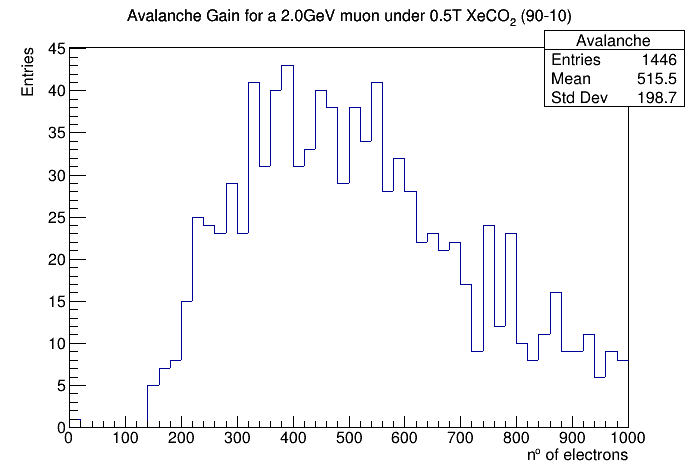 Avalanche Gain for a 2.0GeV muon under 0.5T XeCO₂ (90-10)
Avalanche
Entries 1446
Mean 515.5
Std Dev 198.7
Entries
45
40
35
30
25
20
15
10
5
0
0 100 200 300 400 500 600 700 800 900 1000
nº of electrons